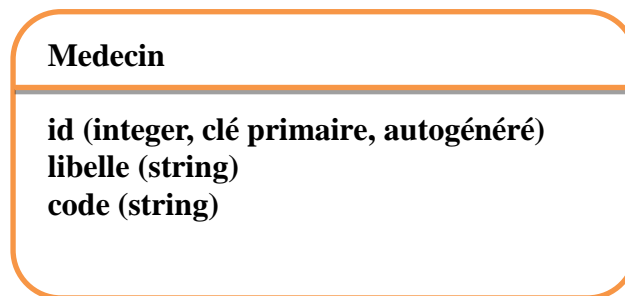 Medecin
id (integer, clé primaire, autogénéré)
libelle (string)
code (string)